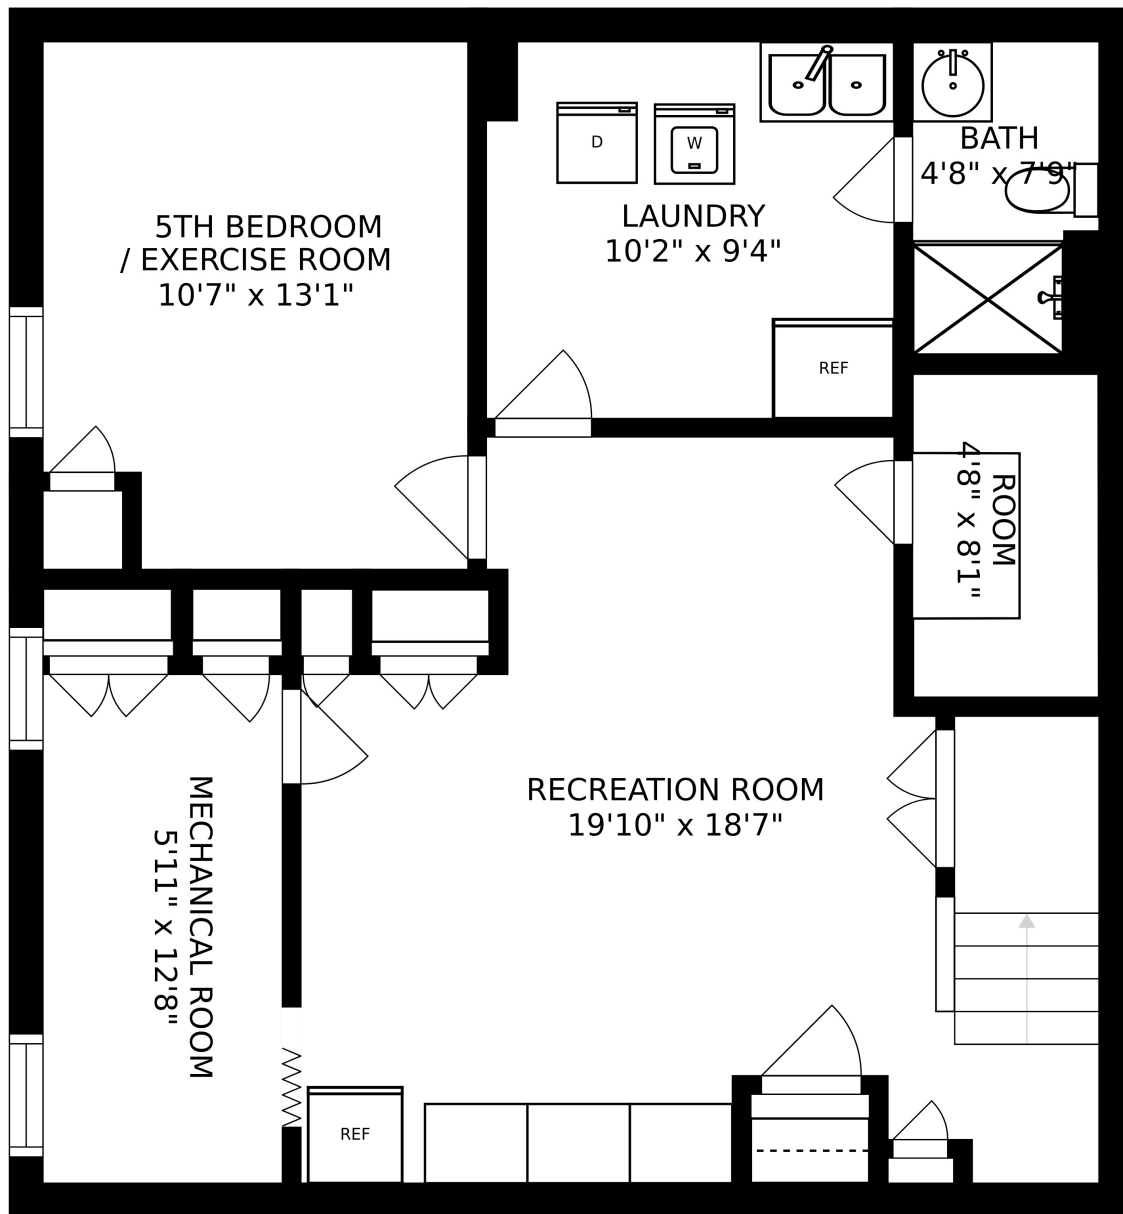 BATH
4'8" x 7'9"
D
W
LAUNDRY
10'2" x 9'4"
5TH BEDROOM
/ EXERCISE ROOM
10'7" x 13'1"
REF
ROOM
4'8" x 8'1"
RECREATION ROOM
19'10" x 18'7"
MECHANICAL ROOM
5'11" x 12'8"
REF